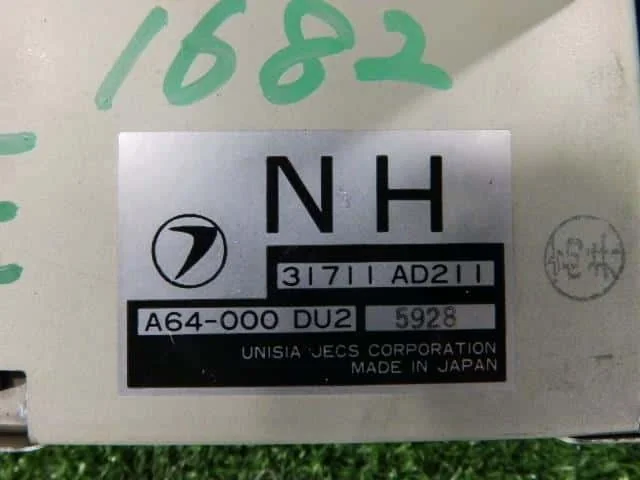 1682
NH
31711 AD211
A64-000 DU2 5928
UNISIA JECS CORPORATION
MADE IN JAPAN